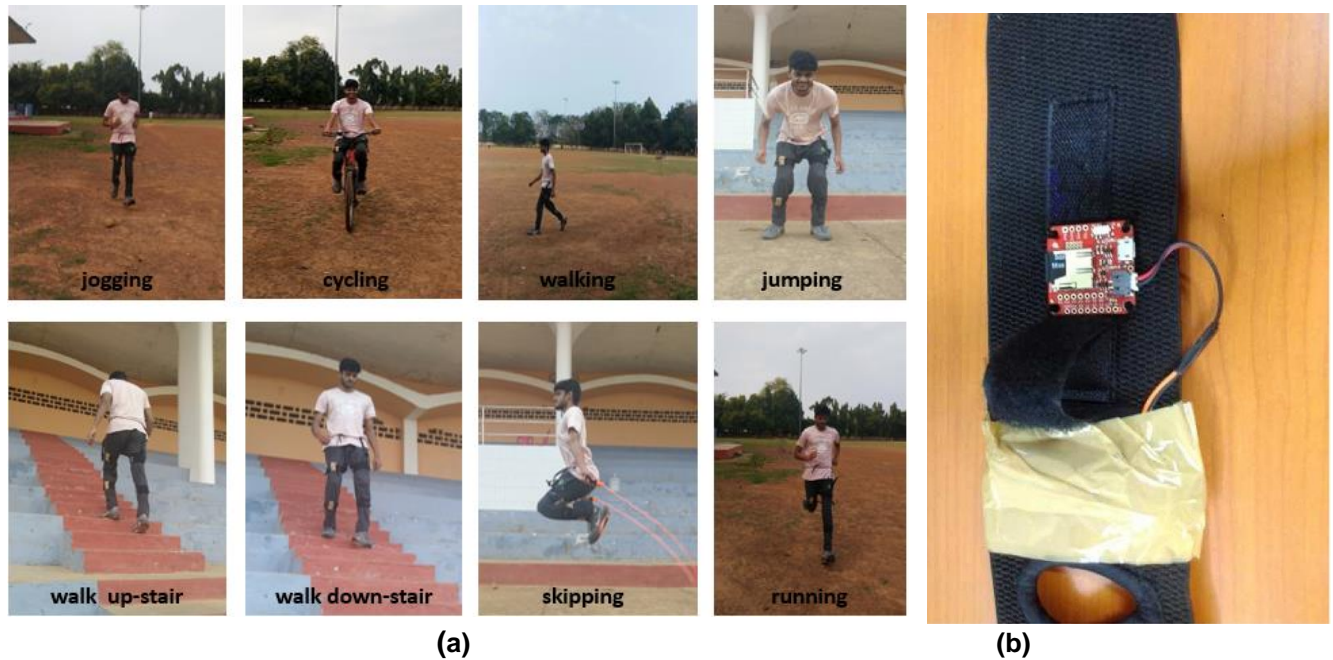 jogging
cycling
walking
jumping
walk up-stair
walk down-stair
skipping
running
(a)
(b)